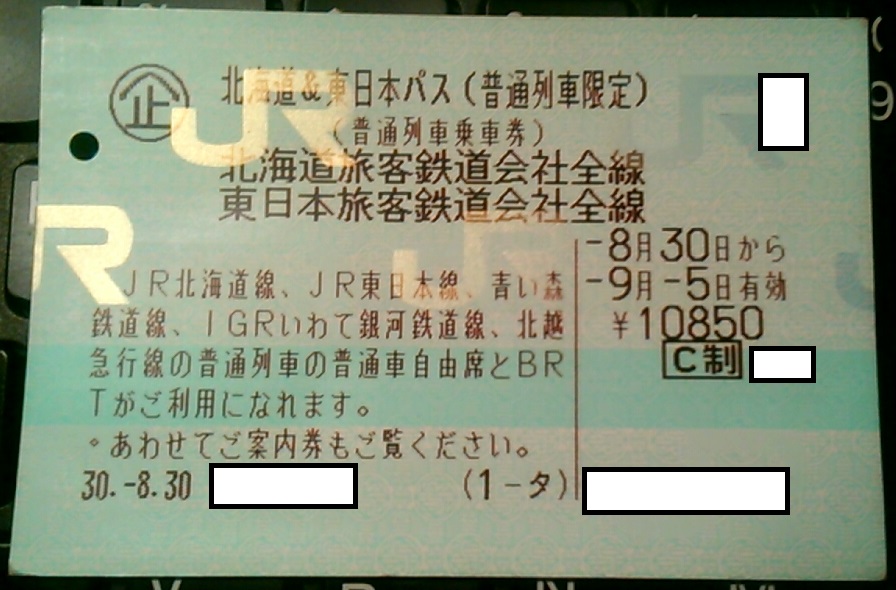 企 北海道&東日本パス(普通列車限定)
(普通列車乗車券)
北海道旅客鉄道会社全線
東日本旅客鉄道会社全線
-8月30日から
-9月-5日有効
¥10850
C制
JR北海道線、JR東日本線、青い森
鉄道線、IGRいわて銀河鉄道線、北越
急行線の普通列車の普通車自由席とBR
Tがご利用になれます。
◦あわせてご案内券もご覧ください。
30.-8.30
(1-タ)
JR
JR
R
9